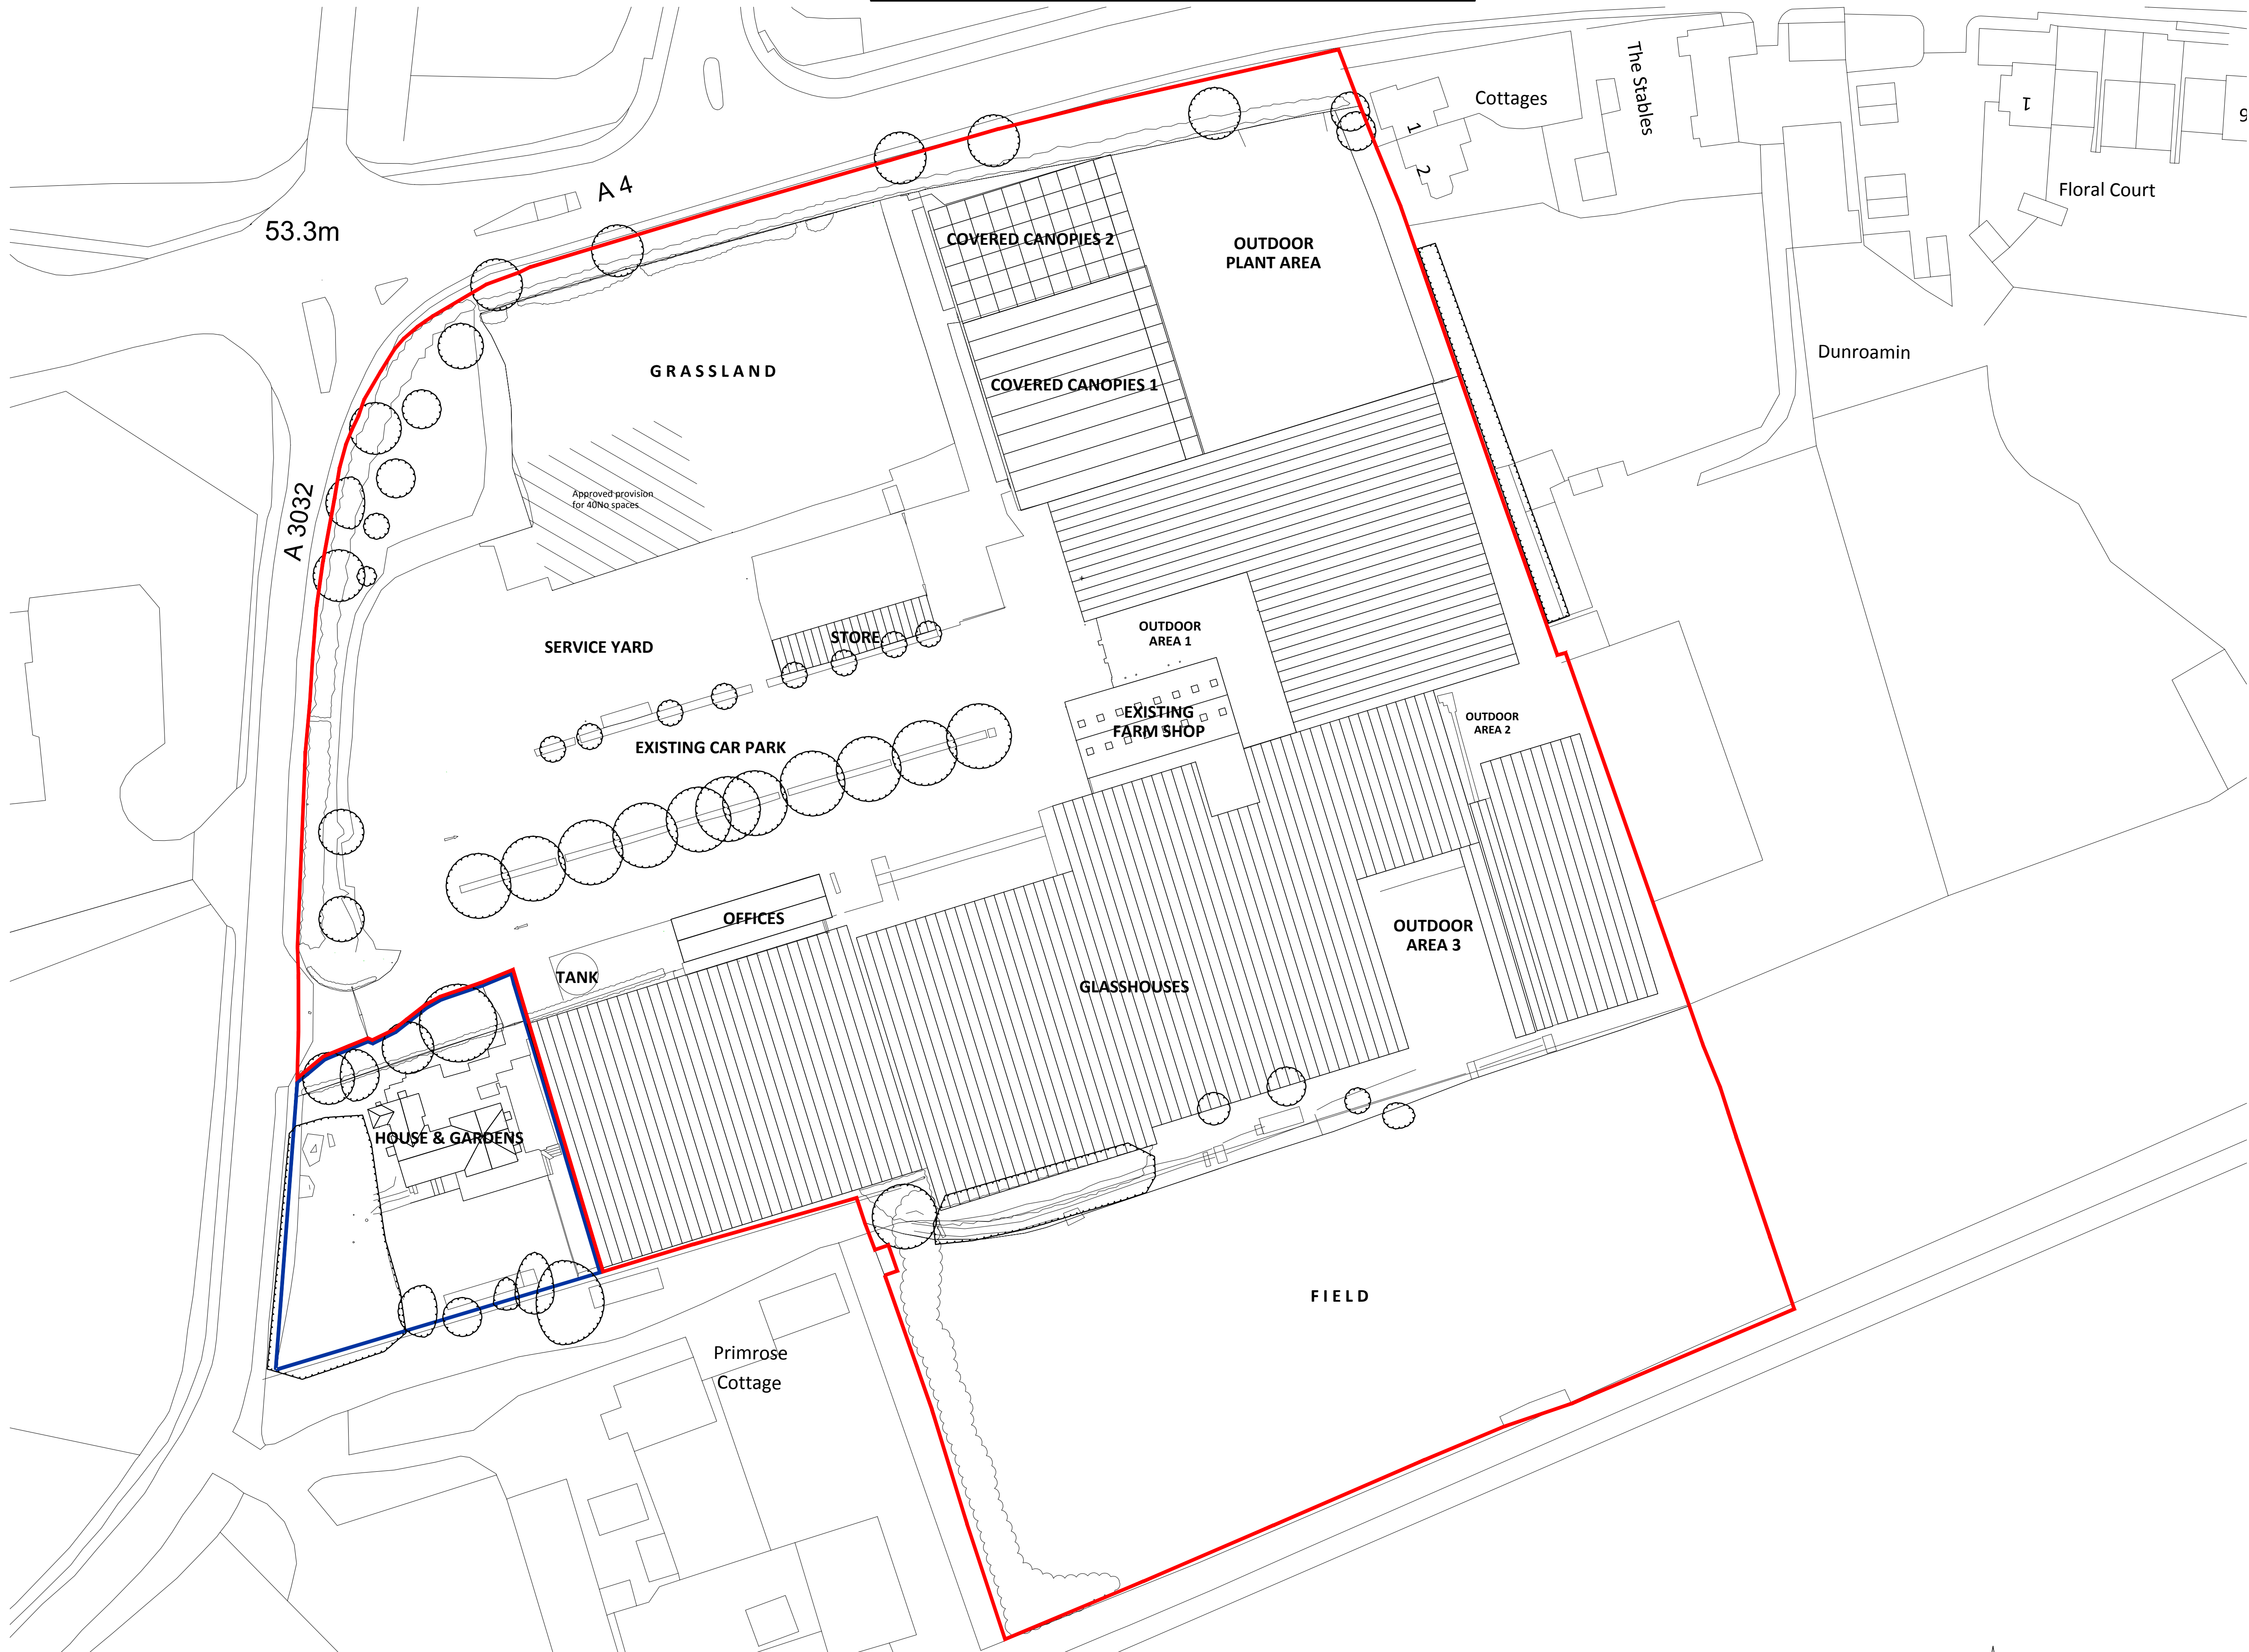 The Stables
Cottages
1
2
1
9
A 4
53.3m
Floral Court
COVERED CANOPIES 2
OUTDOOR
PLANT AREA
Dunroamin
GRASSLAND
COVERED CANOPIES 1
Approved provision
for 40No spaces
A 3032
SERVICE YARD
STORE
OUTDOOR
AREA 1
EXISTING
FARM SHOP
OUTDOOR
AREA 2
EXISTING CAR PARK
OFFICES
OUTDOOR
AREA 3
TANK
GLASSHOUSES
HOUSE & GARDENS
FIELD
Primrose
Cottage